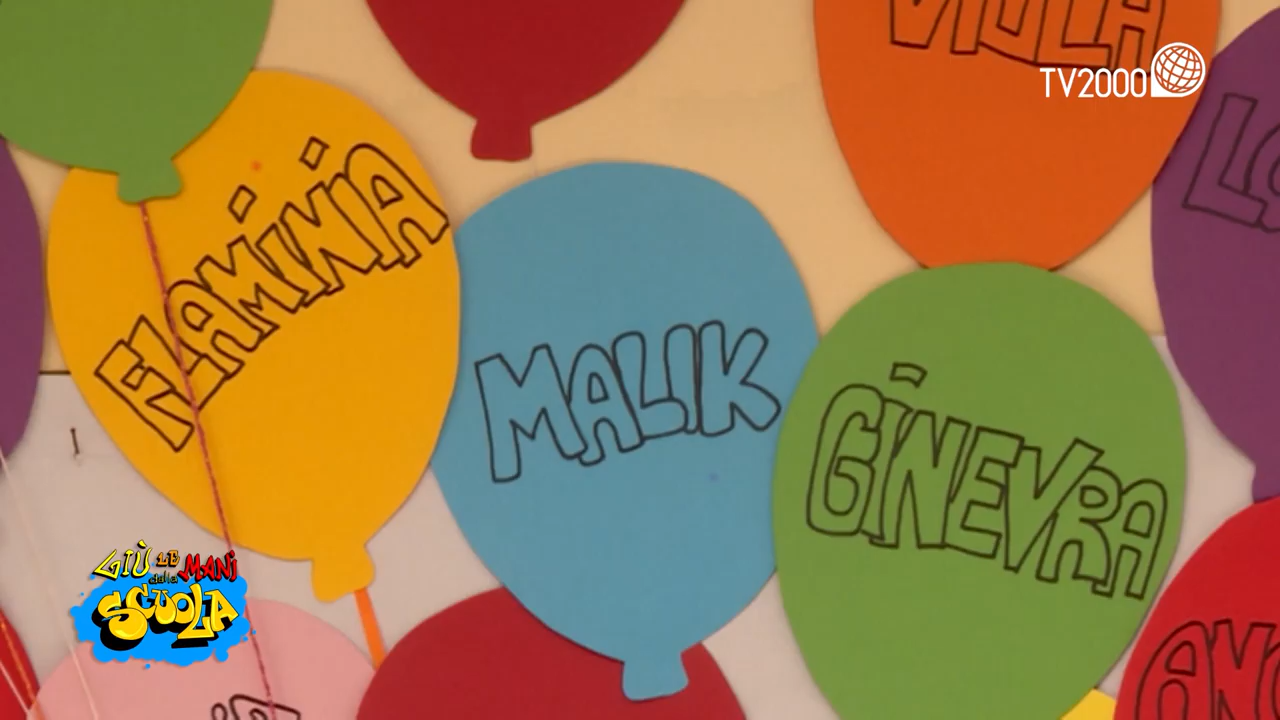 VIOLA
TV2000
FLAMINIA
MALIK
GINEVRA
GIÙ LE MANI
dalla
SCUOLA